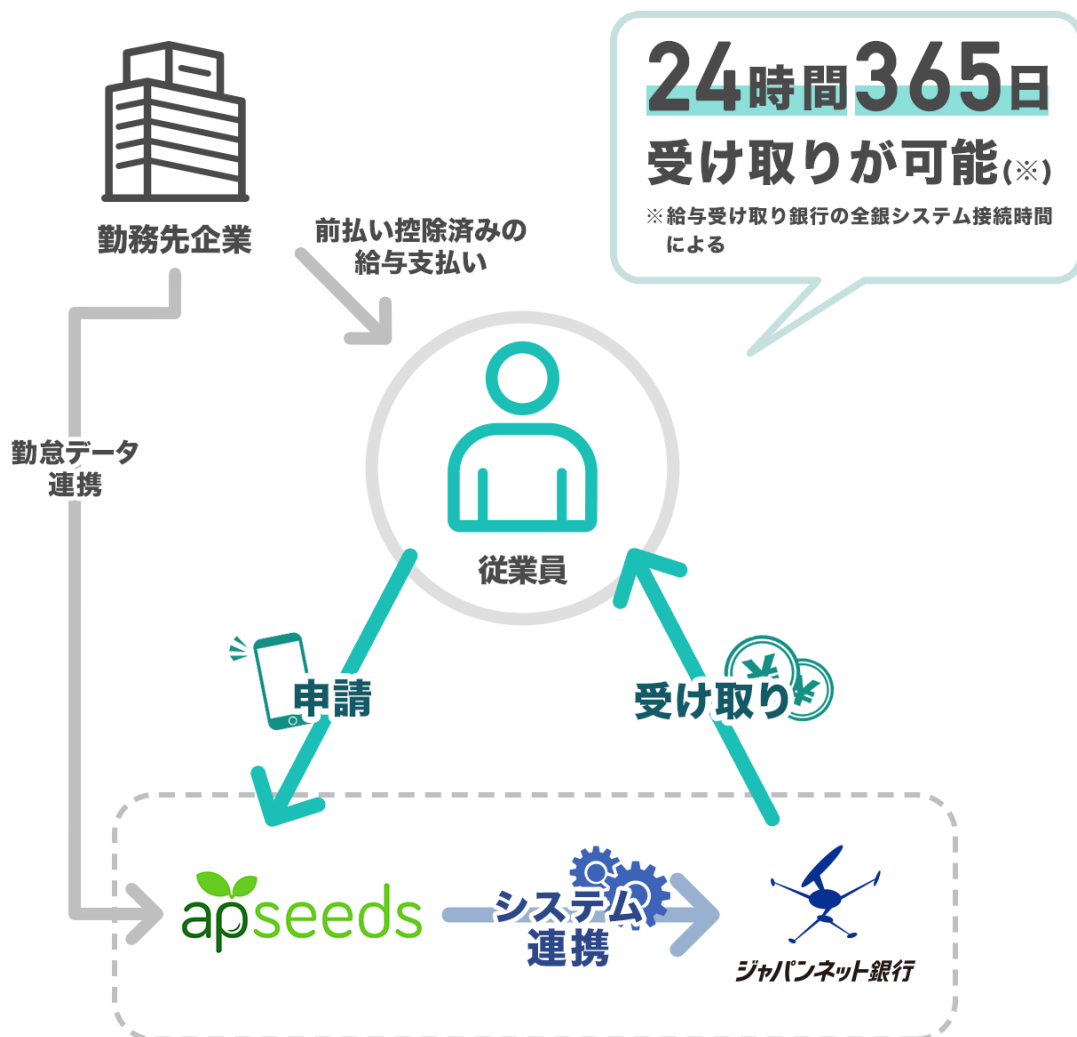 24時間365日
受け取りが可能(※)
※給与受け取り銀行の全銀システム接続時間
による
勤務先企業
前払い控除済みの
給与支払い
勤怠データ
連携
従業員
申請
受け取り
¥
¥
apseeds
システム
連携
ジャパンネット銀行